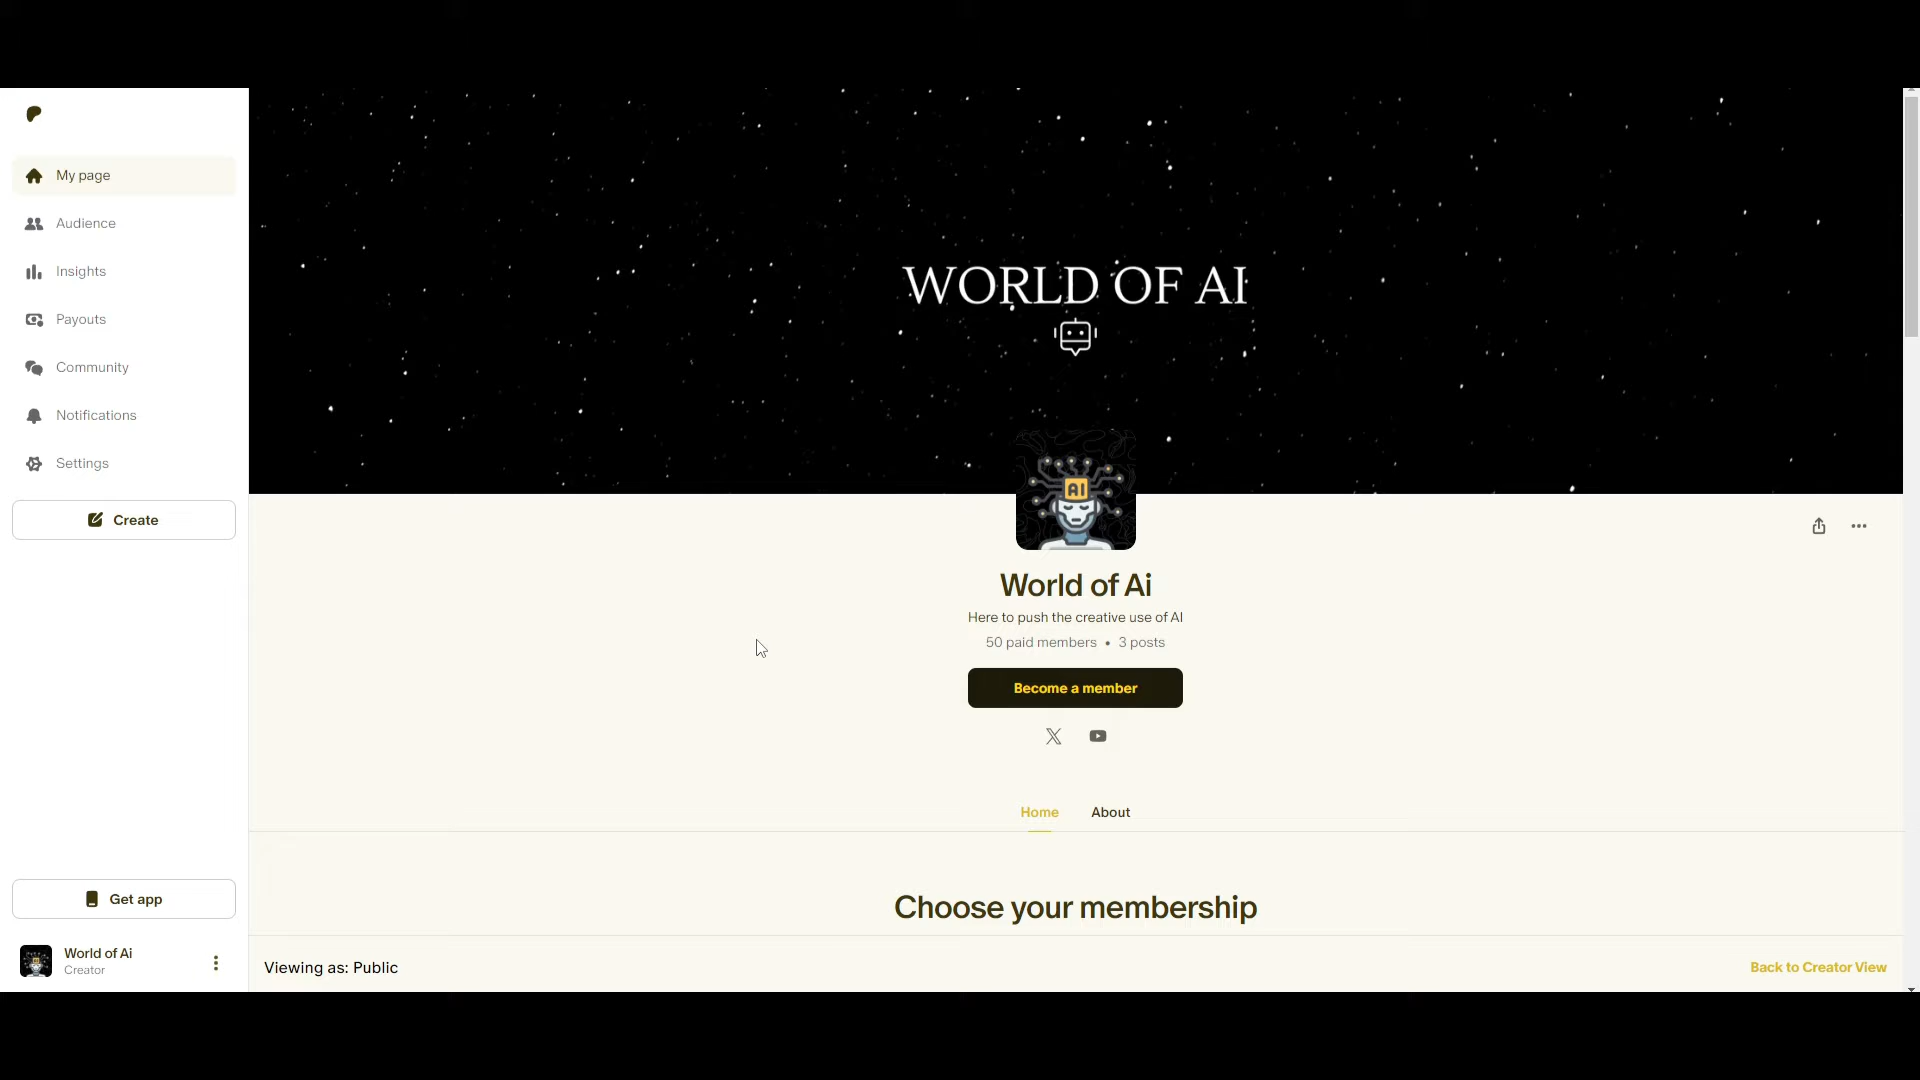 My page
Audience
Insights
Payouts
Community
Notifications
Settings
Create
Get app
World of Ai
Creator
WORLD OF AI
AI
World of Ai
Here to push the creative use of AI
50 paid members • 3 posts
Become a member
Home About
Choose your membership
Viewing as: Public
Back to Creator View